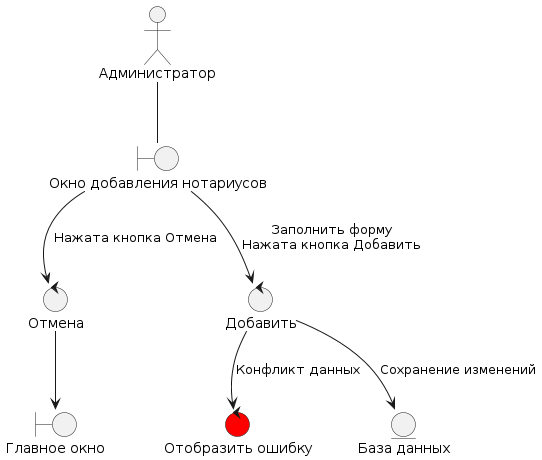 Администратор
Окно добавления нотариусов
Нажата кнопка Отмена
Заполнить форму
Нажата кнопка Добавить
Отмена
Добавить
Конфликт данных
Сохранение изменений
Главное окно
Отобразить ошибку
База данных